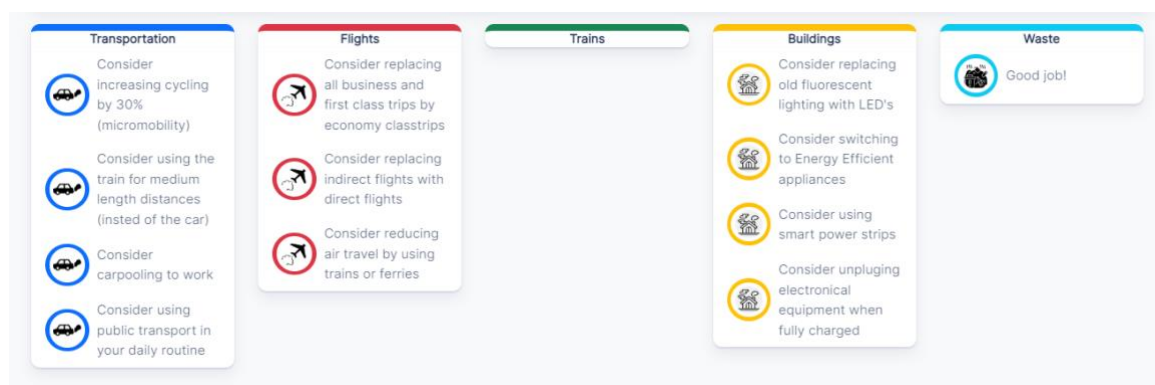 Transportation
Consider
increasing cycling
by 30%
(micromobility)
Consider using the
train for medium
length distances
(insted of the car)
Consider
carpooling to work
Consider using
public transport in
your daily routine
Flights
Consider replacing
all business and
first class trips by
economy classtrips
Consider replacing
indirect flights with
direct flights
Consider reducing
air travel by using
trains or ferries
Trains
Buildings
Consider replacing
old fluorescent
lighting with LED's
Consider switching
to Energy Efficient
appliances
Consider using
smart power strips
Consider unpluging
electronical
equipment when
fully charged
Waste
Good job!